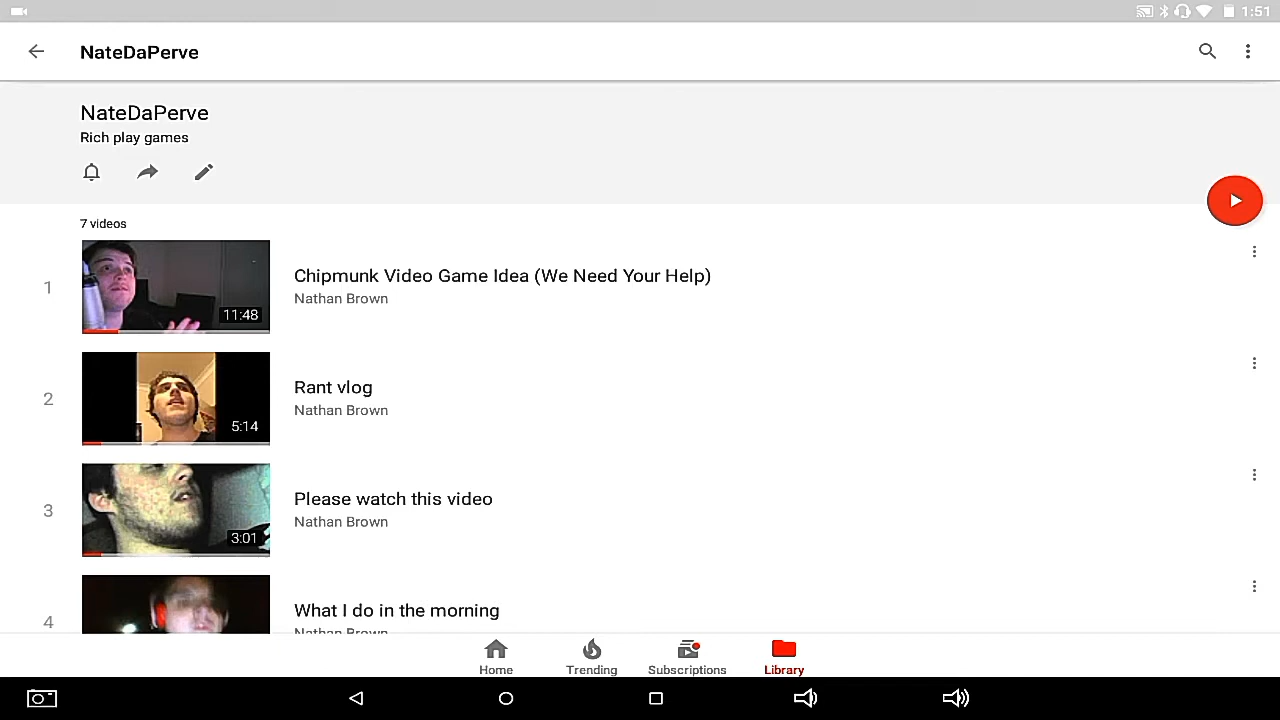 1:51
NateDaPerve
NateDaPerve
Rich play games
7 videos
1
11:48
Chipmunk Video Game Idea (We Need Your Help)
Nathan Brown
2
5:14
Rant vlog
Nathan Brown
3
3:01
Please watch this video
Nathan Brown
4
What I do in the morning
Nathan Brown
Home
Trending
Subscriptions
Library